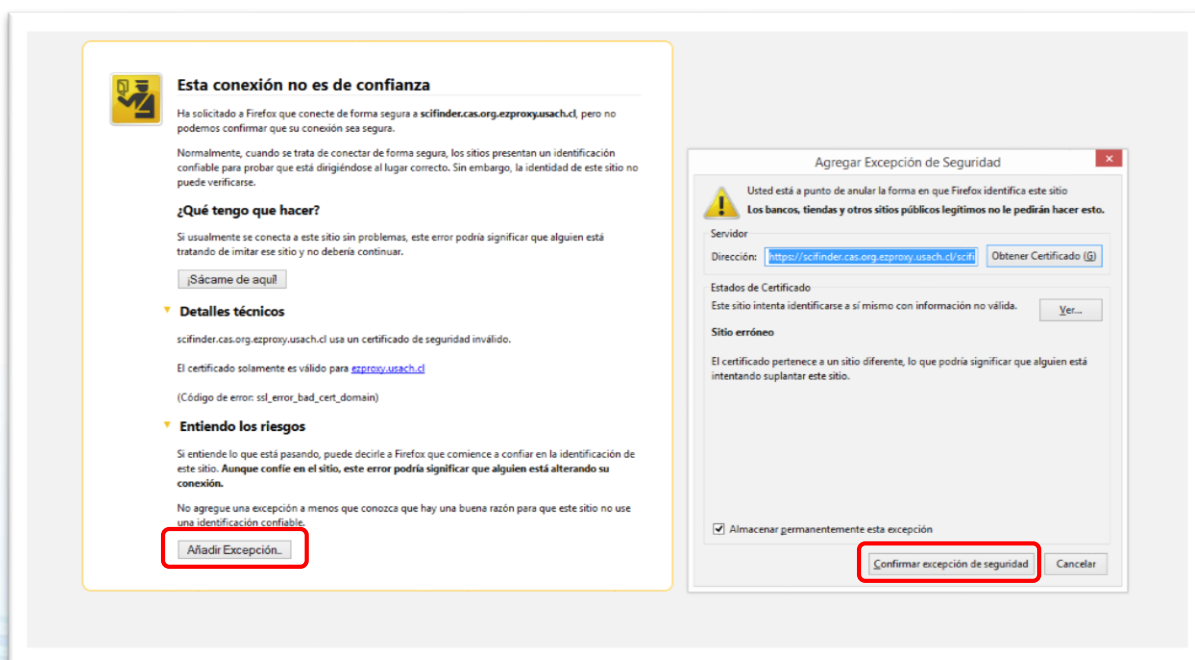 Esta conexión no es de confianza
Ha solicitado a Firefox que conecte de forma segura a scifinder.cas.org.ezproxy.usach.cl, pero no
podemos confirmar que su conexión sea segura.
Normalmente, cuando se trata de conectar de forma segura, los sitios presentan un identificación
confiable para probar que está dirigiéndose al lugar correcto. Sin embargo, la identidad de este sitio no
puede verificarse.
¿Qué tengo que hacer?
Si usualmente se conecta a este sitio sin problemas, este error podría significar que alguien está
tratando de imitar ese sitio y no debería continuar.
¡Sácame de aquí!
Detalles técnicos
scifinder.cas.org.ezproxy.usach.cl usa un certificado de seguridad inválido.
El certificado solamente es válido para ezproxy.usach.cl
(Código de error: ssl_error_bad_cert_domain)
Entiendo los riesgos
Si entiende lo que está pasando, puede decirle a Firefox que comience a confiar en la identificación de
este sitio. Aunque confíe en el sitio, este error podría significar que alguien está alterando su
conexión.
No agregue una excepción a menos que conozca que hay una buena razón para que este sitio no use
una identificación confiable.
Añadir Excepción..
Agregar Excepción de Seguridad
Usted está a punto de anular la forma en que Firefox identifica este sitio
Los bancos, tiendas y otros sitios públicos legítimos no le pedirán hacer esto.
Servidor
Dirección: https://scifinder.cas.org.ezproxy.usach.cl/scifi Obtener Certificado (G)
Estados de Certificado
Este sitio intenta identificarse a sí mismo con información no válida. Ver...
Sitio erróneo
El certificado pertenece a un sitio diferente, lo que podría significar que alguien está
intentando suplantar este sitio.
Almacenar permanentemente esta excepción
Confirmar excepción de seguridad Cancelar